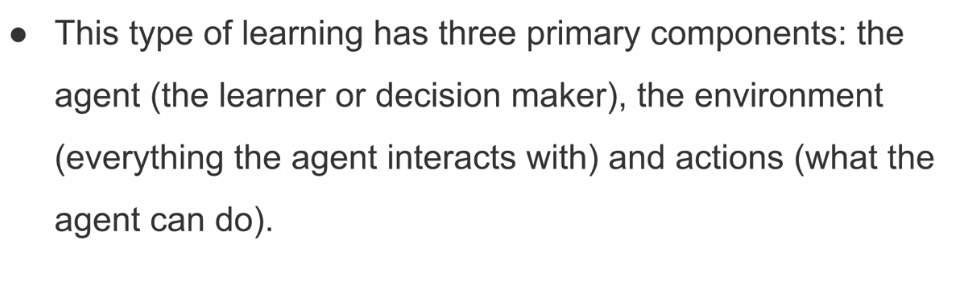 ● This type of learning has three primary components: the
agent (the learner or decision maker), the environment
(everything the agent interacts with) and actions (what the
agent can do).